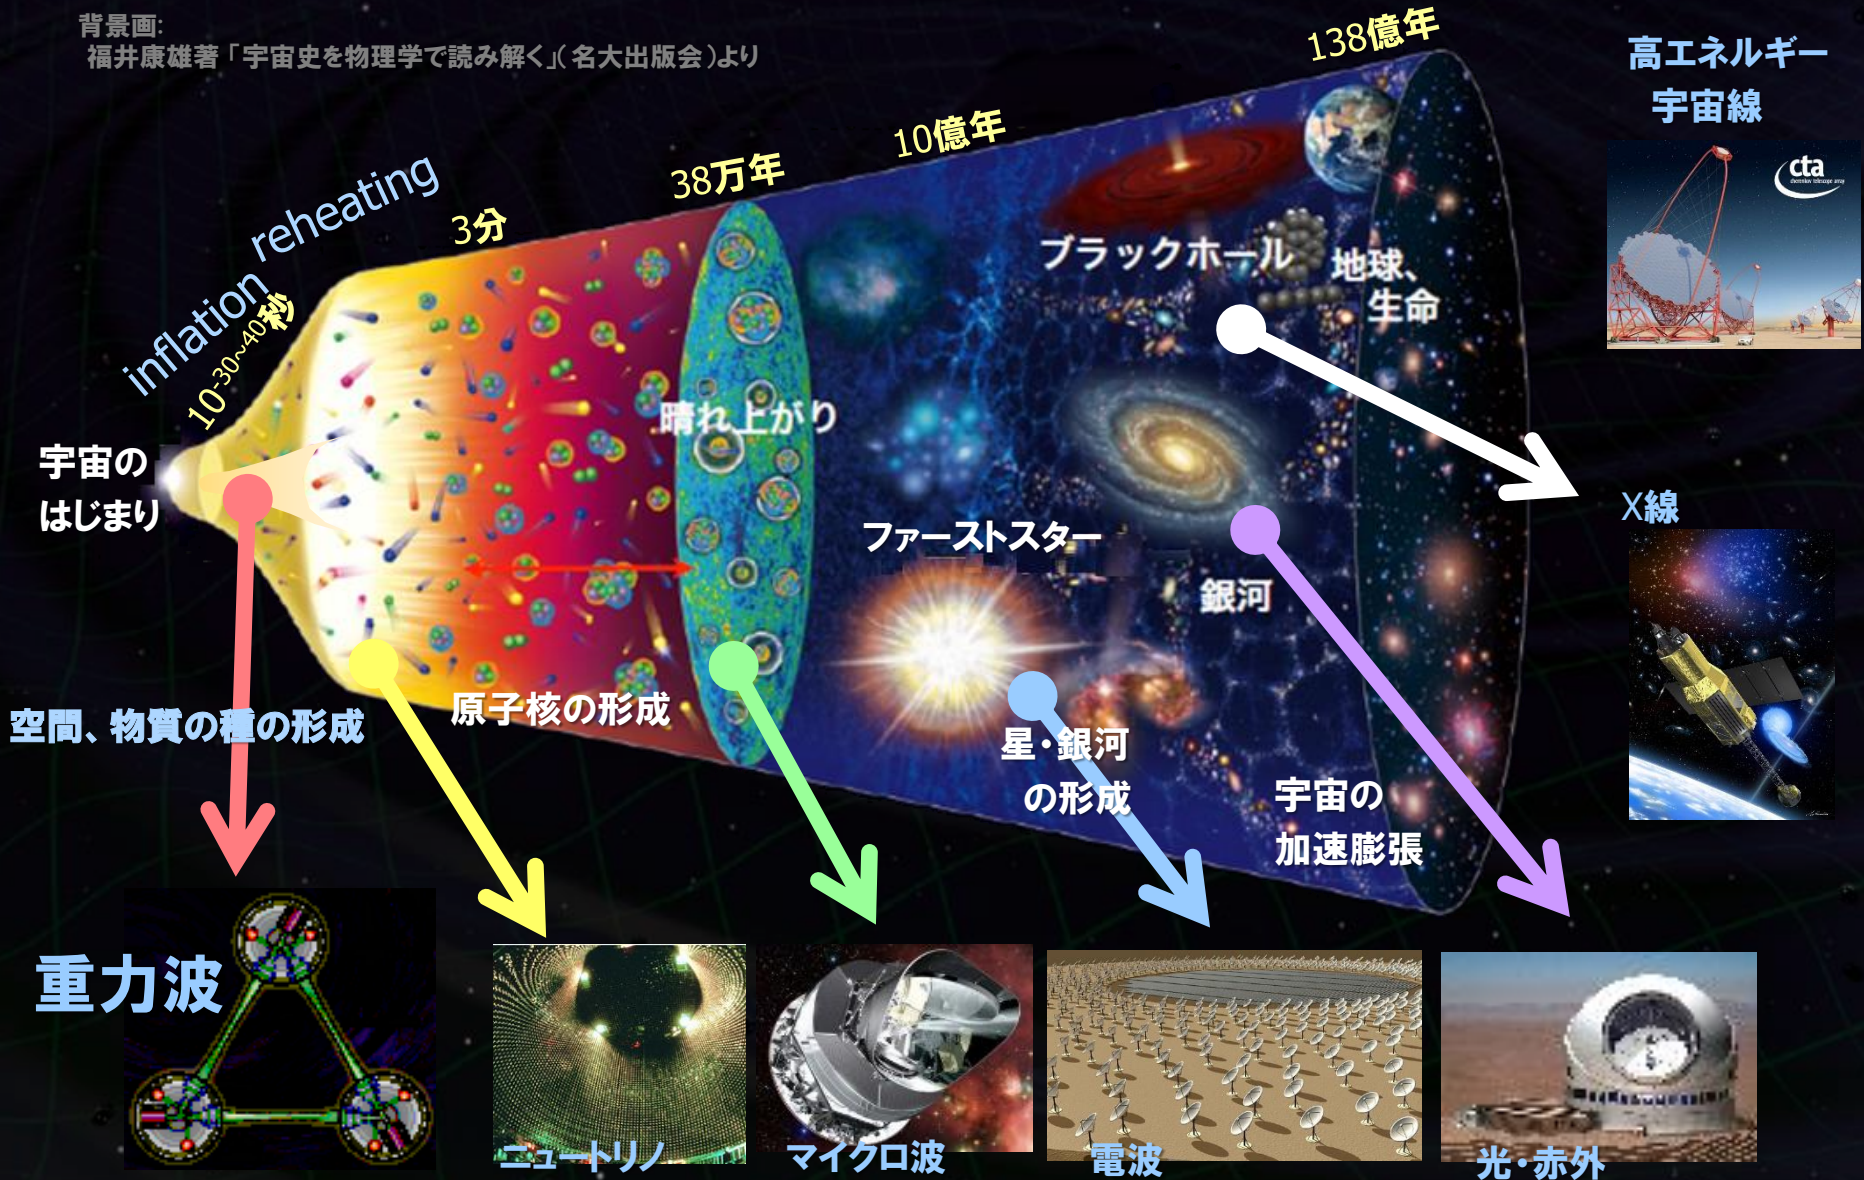 背景画:
福井康雄著「宇宙史を物理学で読み解く」(名大出版会)より
138億年
高エネルギー
宇宙線
cta
cherenkov telescope array
10億年
38万年
3分
reheating
inflation
10-30~40秒
ブラックホール
地球、
生命
晴れ上がり
宇宙の
はじまり
X線
ファーストスター
銀河
原子核の形成
空間、物質の種の形成
星・銀河
の形成
宇宙の
加速膨張
重力波
ニュートリノ
マイクロ波
電波
光・赤外